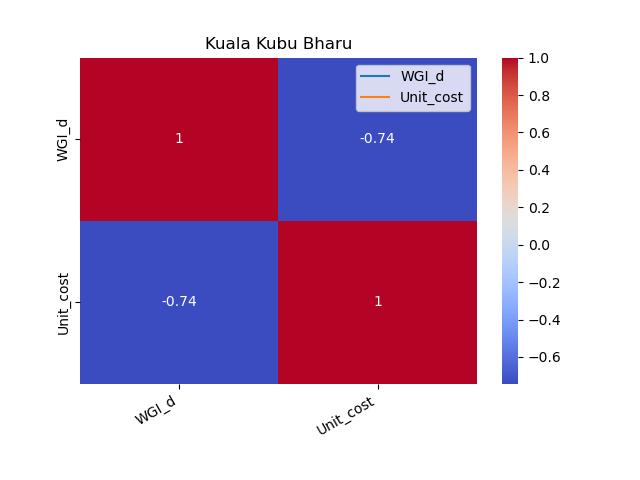 Kuala Kubu Bharu
WGI_d
Unit_cost
WGI_d
1
-0.74
Unit_cost
-0.74
1
WGI_d
Unit_cost
1.0
0.8
0.6
0.4
0.2
0.0
−0.2
−0.4
−0.6